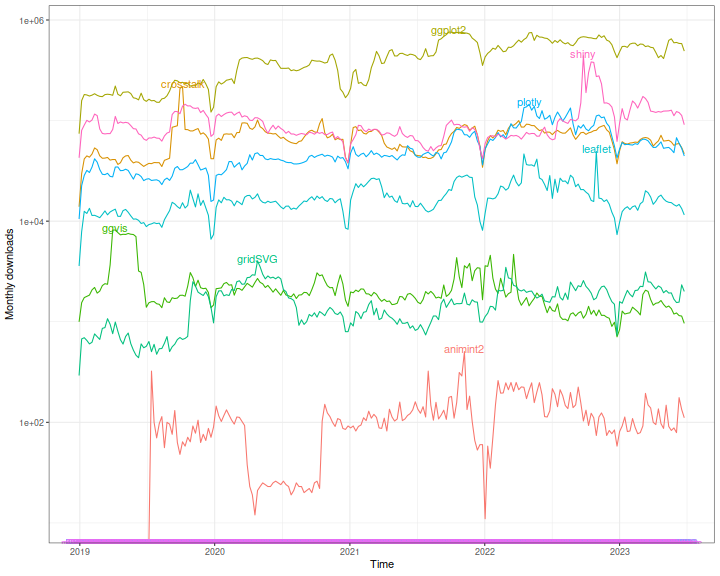 1e+06
ggplot2
shiny
crosstalk
plotly
leaflet
1e+04
ggvis
gridSVG
animint2
1e+02
Monthly downloads
2019 2020 2021 2022 2023
Time